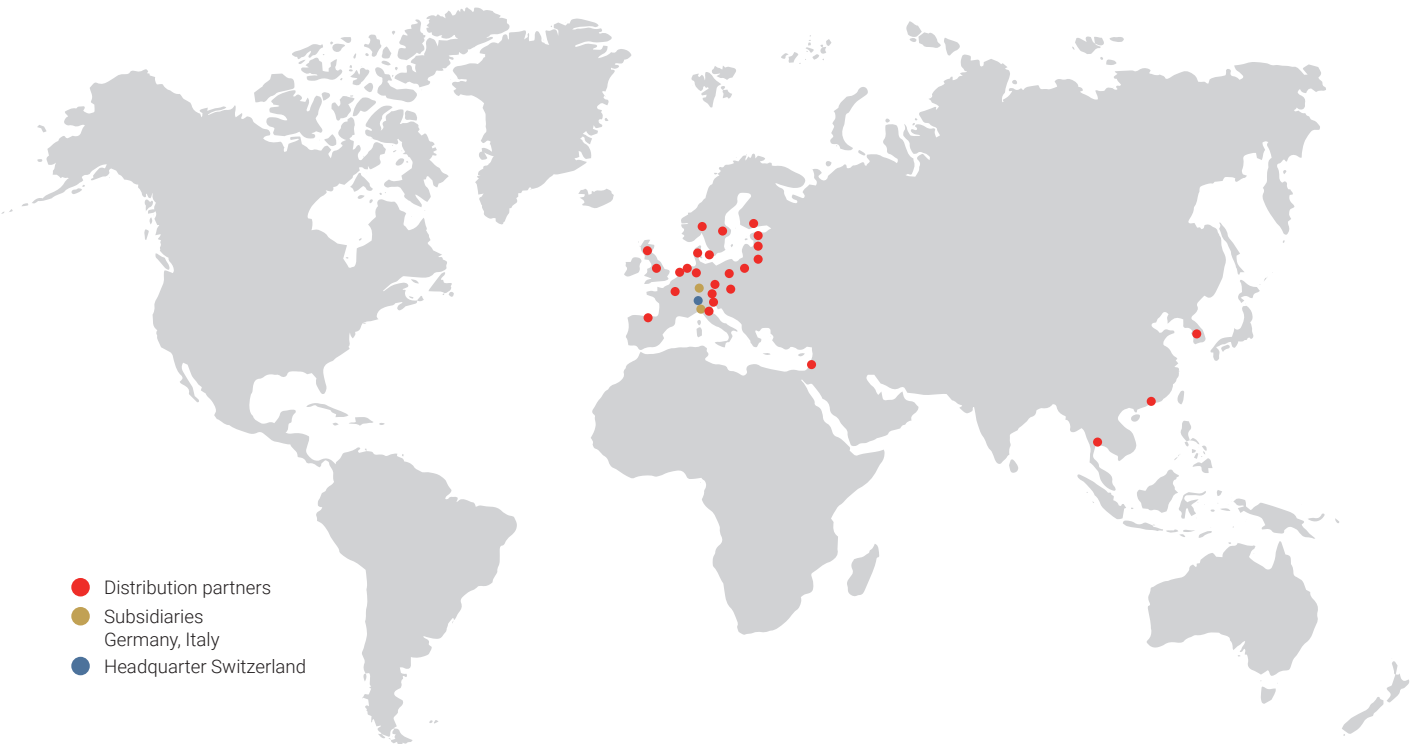 Distribution partners
Subsidiaries
Germany, Italy
Headquarter Switzerland